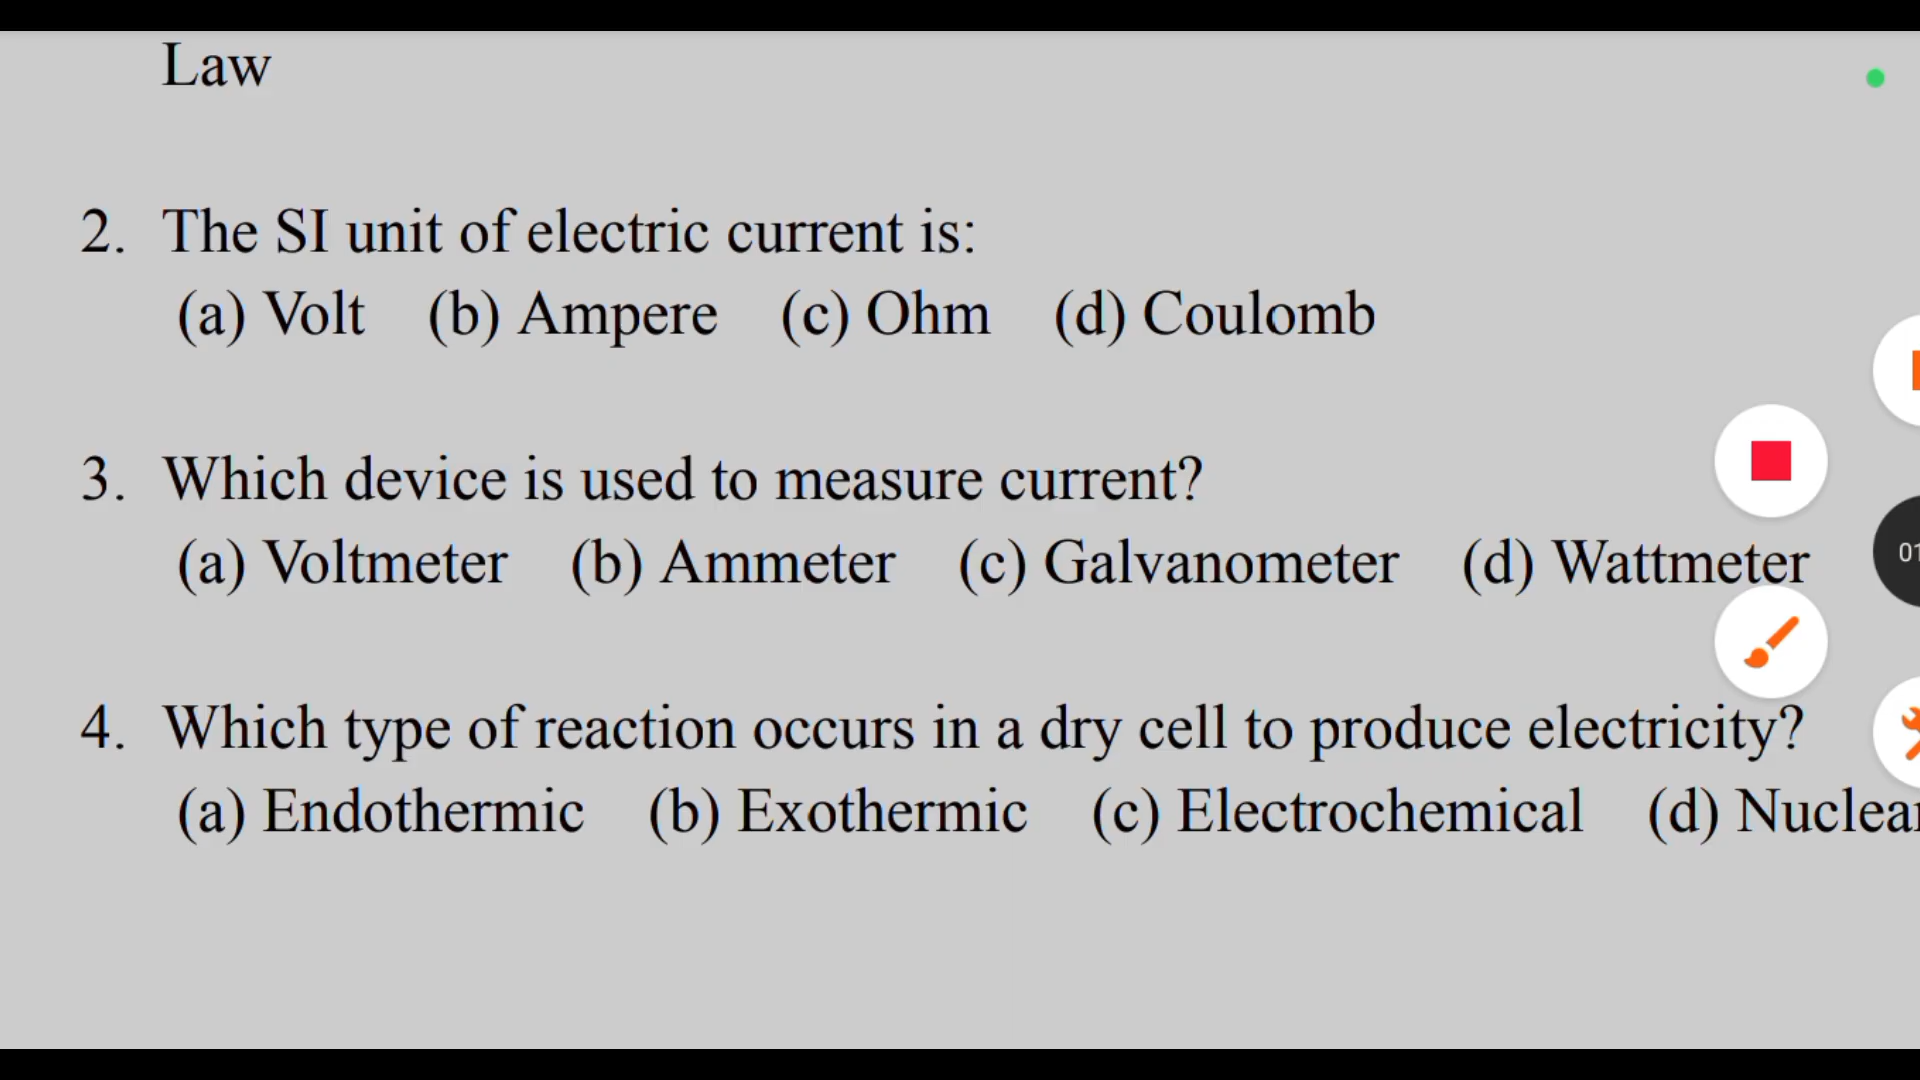 Law
2. The SI unit of electric current is:
(a) Volt (b) Ampere (c) Ohm (d) Coulomb
3. Which device is used to measure current?
(a) Voltmeter (b) Ammeter (c) Galvanometer (d) Wattmeter
01
4. Which type of reaction occurs in a dry cell to produce electricity?
(a) Endothermic (b) Exothermic (c) Electrochemical (d) Nuclear